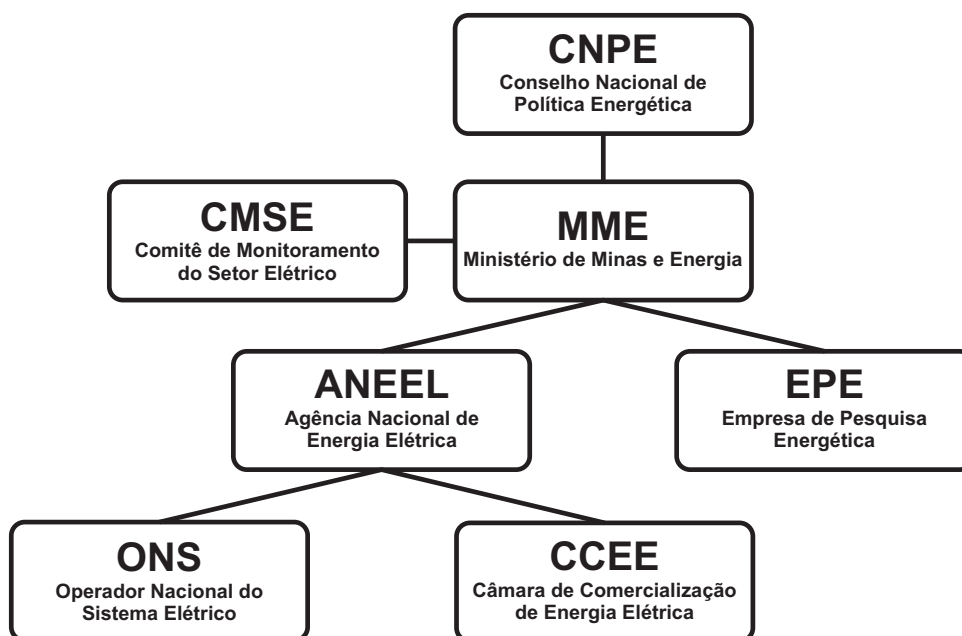 CNPE
Conselho Nacional de
Política Energética
CMSE
Comitê de Monitoramento
do Setor Elétrico
MME
Ministério de Minas e Energia
ANEEL
Agência Nacional de
Energia Elétrica
EPE
Empresa de Pesquisa
Energética
ONS
Operador Nacional do
Sistema Elétrico
CCEE
Câmara de Comercialização
de Energia Elétrica